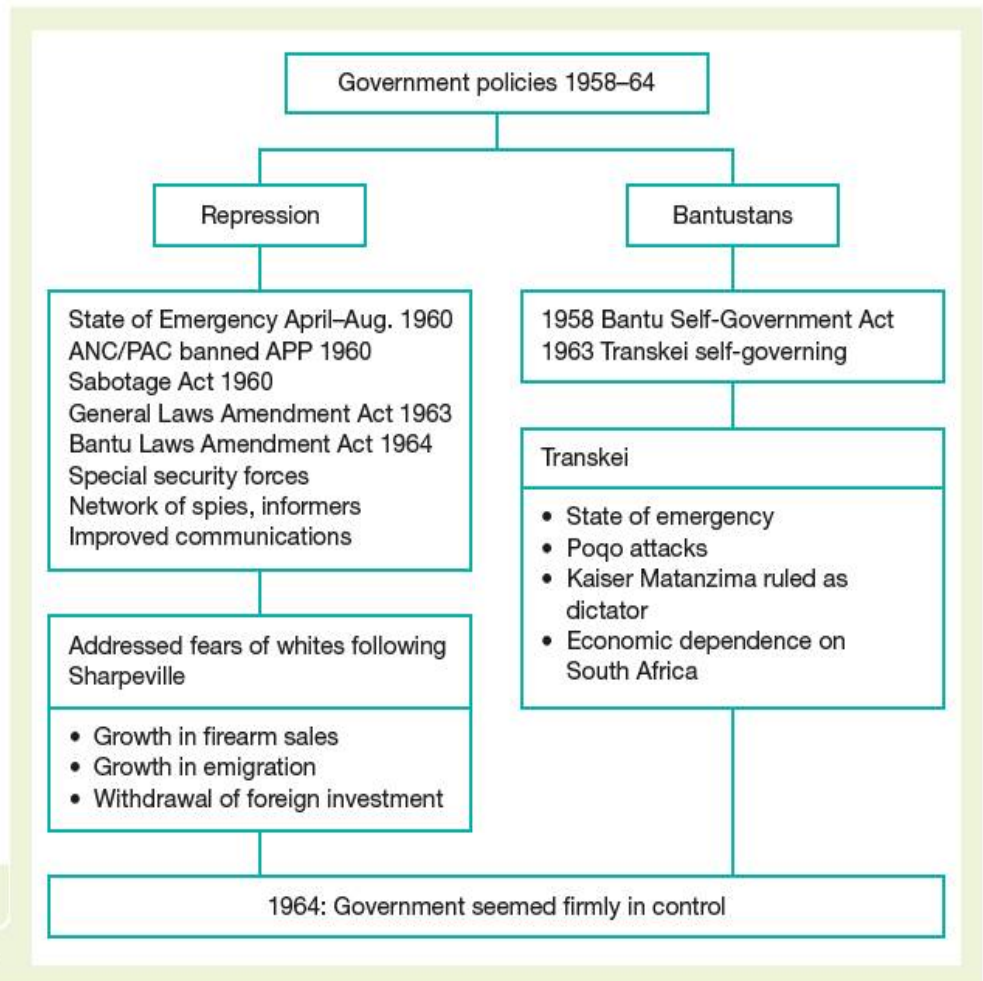 Government policies 1958–64
Repression
State of Emergency April–Aug. 1960
ANC/PAC banned APP 1960
Sabotage Act 1960
General Laws Amendment Act 1963
Bantu Laws Amendment Act 1964
Special security forces
Network of spies, informers
Improved communications
Addressed fears of whites following
Sharpeville
• Growth in firearm sales
• Growth in emigration
• Withdrawal of foreign investment
Bantustans
1958 Bantu Self-Government Act
1963 Transkei self-governing
Transkei
• State of emergency
• Poqo attacks
• Kaiser Matanzima ruled as
dictator
• Economic dependence on
South Africa
1964: Government seemed firmly in control